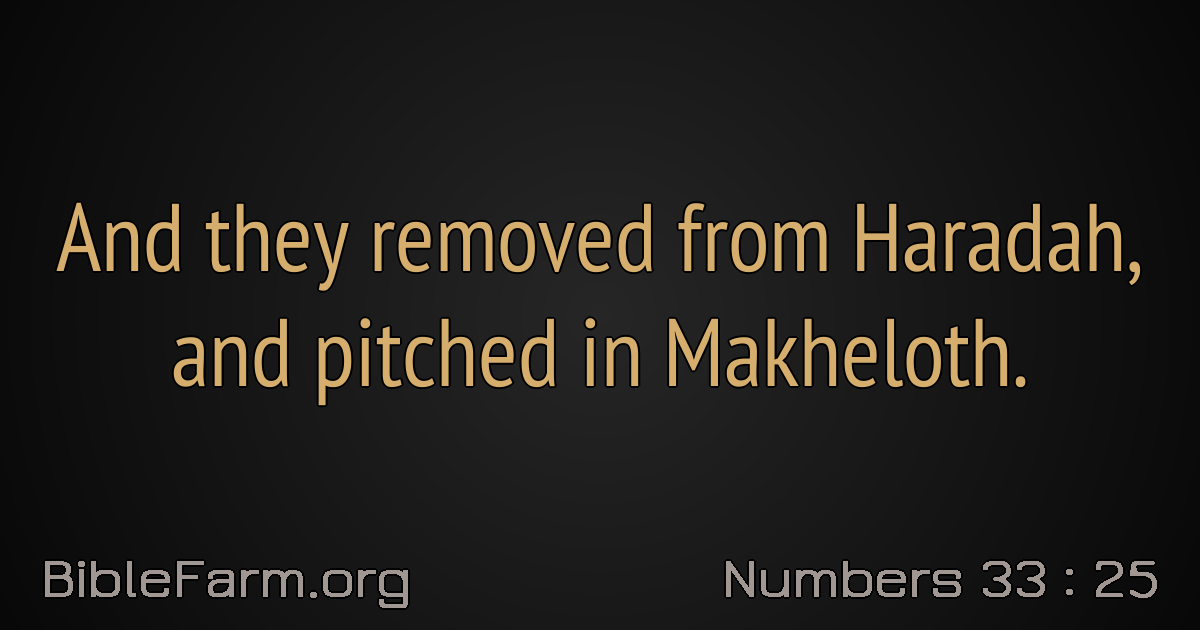 And they removed from Haradah,
and pitched in Makheloth.
BibleFarm.org
Numbers 33 : 25